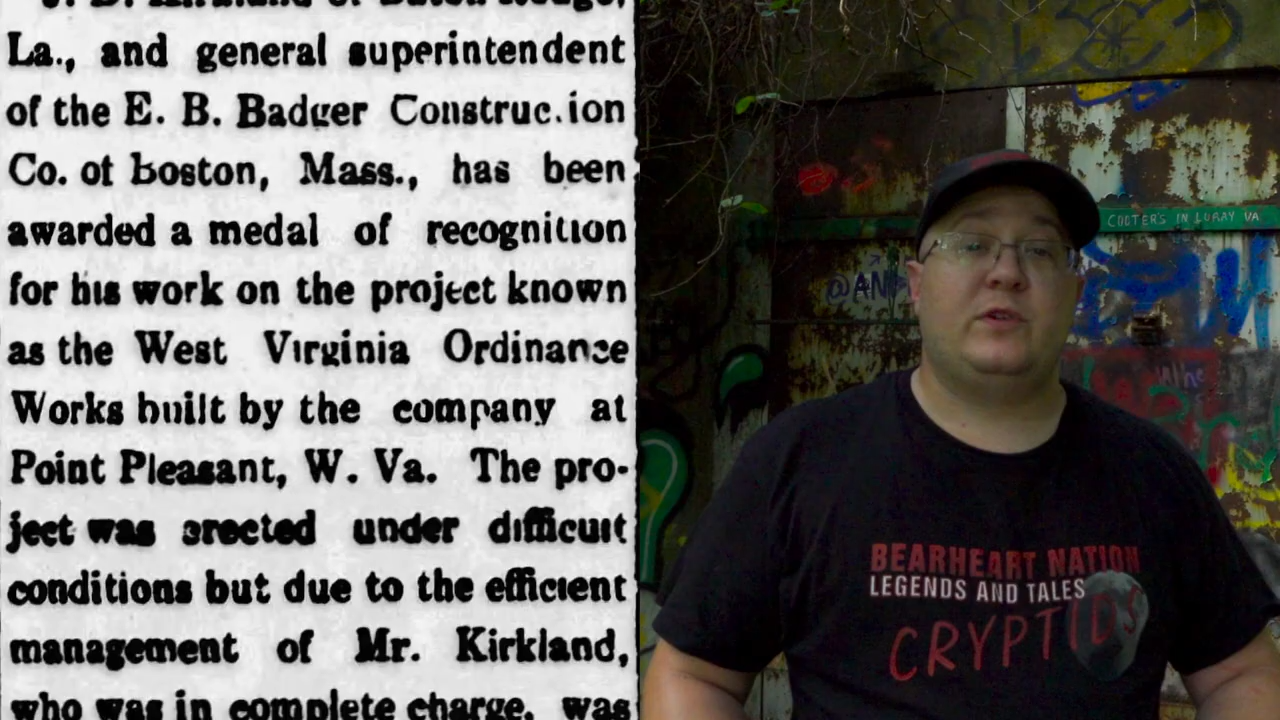 La., and general superintendent
of the E. B. Badger Construc.ion
Co. of Boston, Mass., has been
awarded a medal of recognition
for his work on the project known
as the West Virginia Ordinance
Works built by the company at
Point Pleasant, W. Va. The pro-
ject was erected under difficult
conditions but due to the efficient
management of Mr. Kirkland,
who was in complete charge, was
COOTER'S IN LURAY VA
BEARHEART NATION
LEGENDS AND TALES
CRYPTIDS